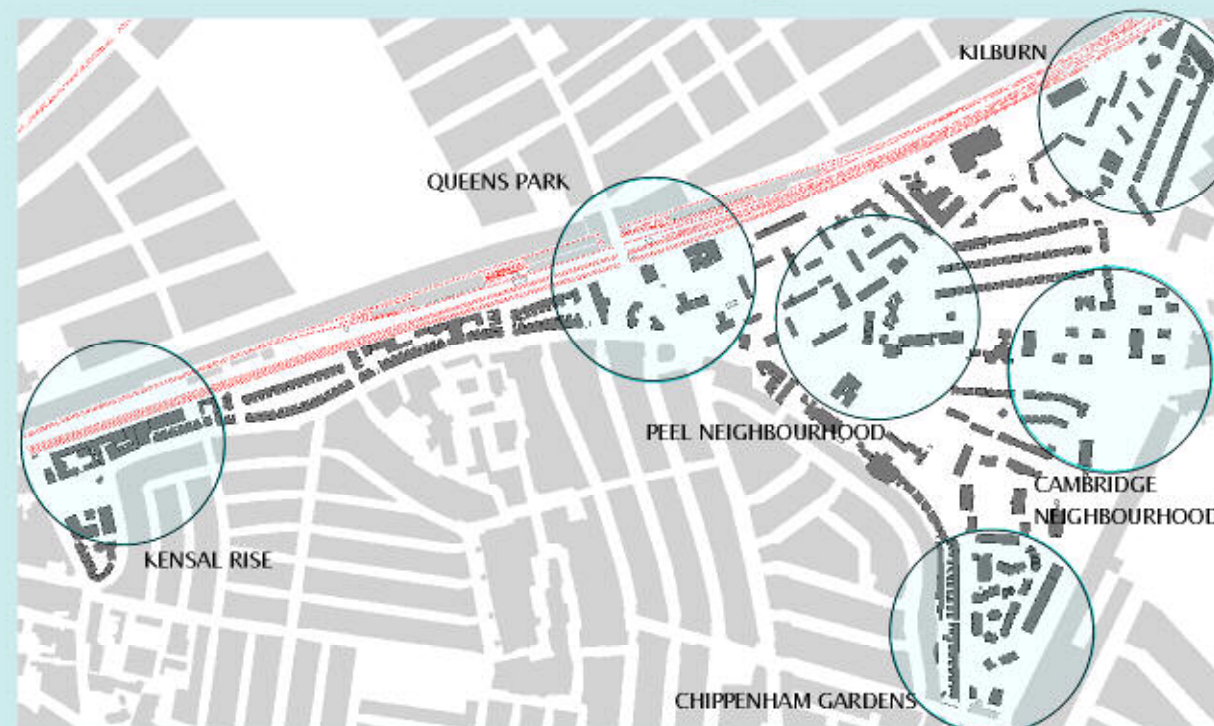 KILBURN
QUEENS PARK
PEEL NEIGHBOURHOOD
CAMBRIDGE
NEIGHBOURHOOD
KENSAL RISE
CHIPPENHAM GARDENS